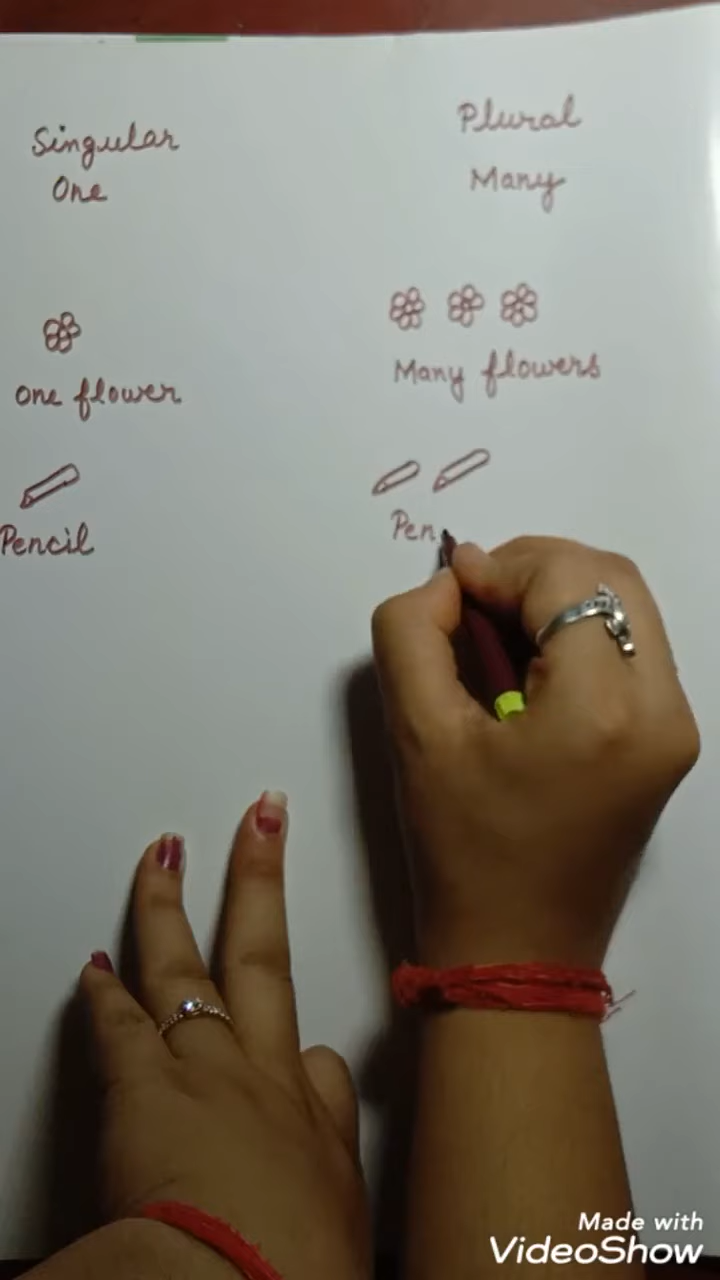 Singular
One
Plural
Many
One flower
Many flowers
Pencil
Pen
Made with
VideoShow